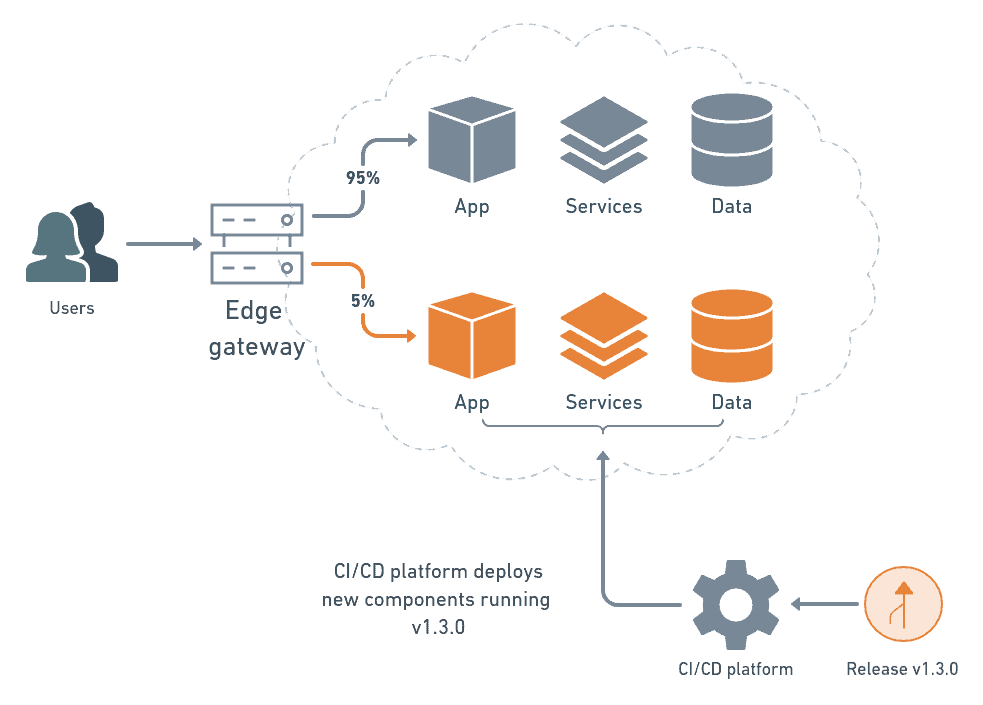 95%
App
Services
Data
Users
Edge
gateway
5%
App
Services
Data
CI/CD platform deploys
new components running
v1.3.0
CI/CD platform
Release v1.3.0